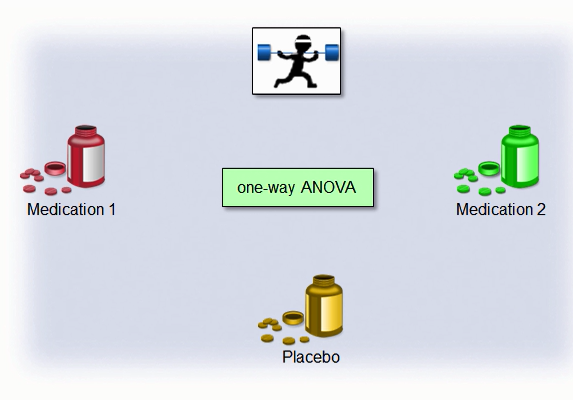 one-way ANOVA
Medication 1
Medication 2
Placebo